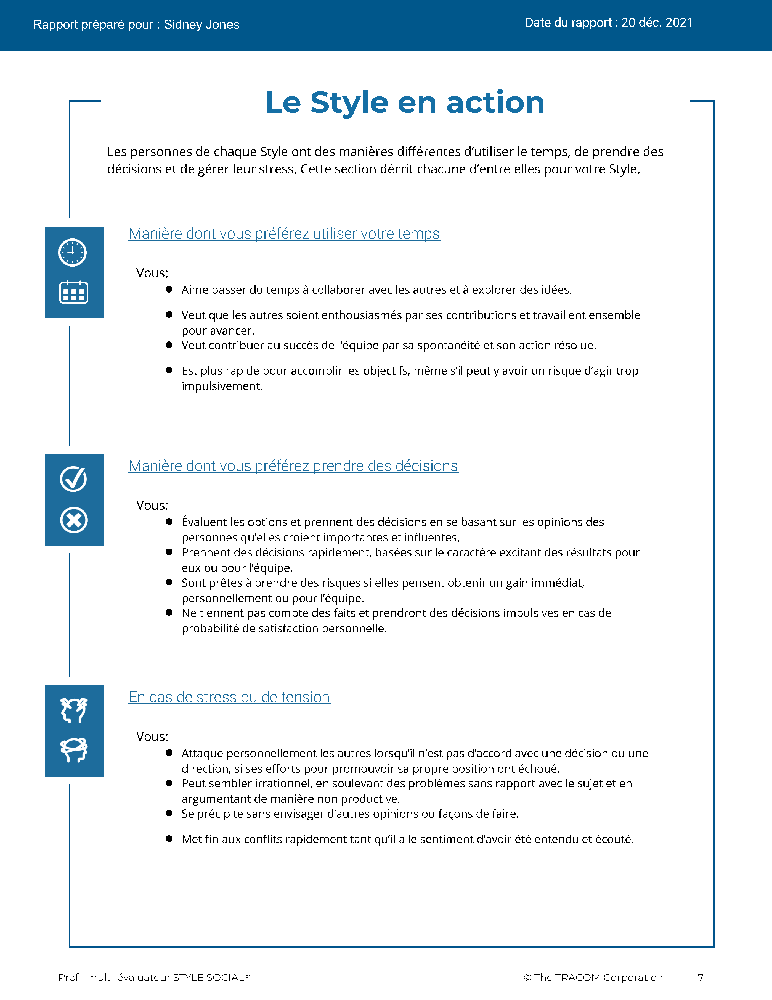 Rapport préparé pour : Sidney Jones
Date du rapport : 20 déc. 2021
Le Style en action
Les personnes de chaque Style ont des manières différentes d’utiliser le temps, de prendre des
décisions et de gérer leur stress. Cette section décrit chacune d’entre elles pour votre Style.
Manière dont vous préférez utiliser votre temps
Vous:
● Aime passer du temps à collaborer avec les autres et à explorer des idées.
● Veut que les autres soient enthousiasmés par ses contributions et travaillent ensemble
pour avancer.
● Veut contribuer au succès de l’équipe par sa spontanéité et son action résolue.
● Est plus rapide pour accomplir les objectifs, même s’il peut y avoir un risque d’agir trop
impulsivement.
Manière dont vous préférez prendre des décisions
Vous:
● Évaluent les options et prennent des décisions en se basant sur les opinions des
personnes qu’elles croient importantes et influentes.
● Prennent des décisions rapidement, basées sur le caractère excitant des résultats pour
eux ou pour l’équipe.
● Sont prêtes à prendre des risques si elles pensent obtenir un gain immédiat,
personnellement ou pour l’équipe.
● Ne tiennent pas compte des faits et prendront des décisions impulsives en cas de
probabilité de satisfaction personnelle.
En cas de stress ou de tension
Vous:
● Attaque personnellement les autres lorsqu’il n’est pas d’accord avec une décision ou une
direction, si ses efforts pour promouvoir sa propre position ont échoué.
● Peut sembler irrationnel, en soulevant des problèmes sans rapport avec le sujet et en
argumentant de manière non productive.
● Se précipite sans envisager d’autres opinions ou façons de faire.
● Met fin aux conflits rapidement tant qu’il a le sentiment d’avoir été entendu et écouté.
Profil multi-évaluateur STYLE SOCIAL®
© The TRACOM Corporation
7